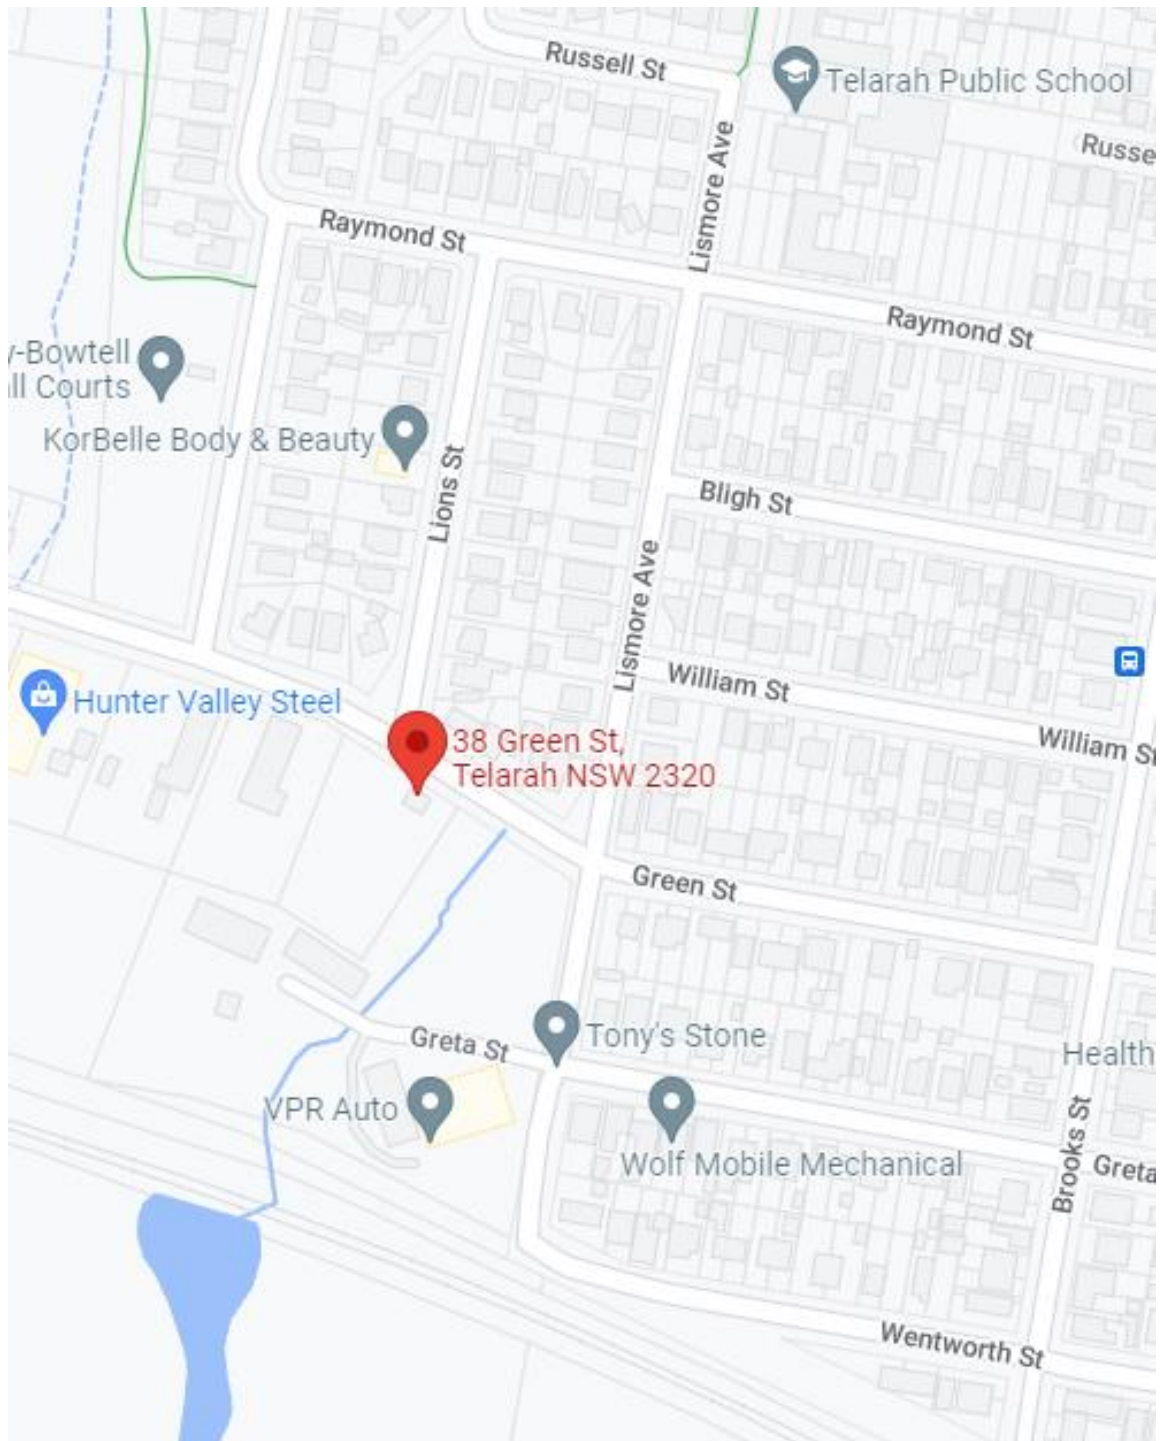 Russell St
Telarah Public School
Lismore Ave
Russe
Raymond St
Raymond St
y-Bowtell
ll Courts
KorBelle Body & Beauty
Lions St
Bligh St
Lismore Ave
William St
Hunter Valley Steel
38 Green St,
Telarah NSW 2320
William St
Green St
Greta St
Tony's Stone
Health
VPR Auto
Wolf Mobile Mechanical
Brooks St
Greta
Wentworth St